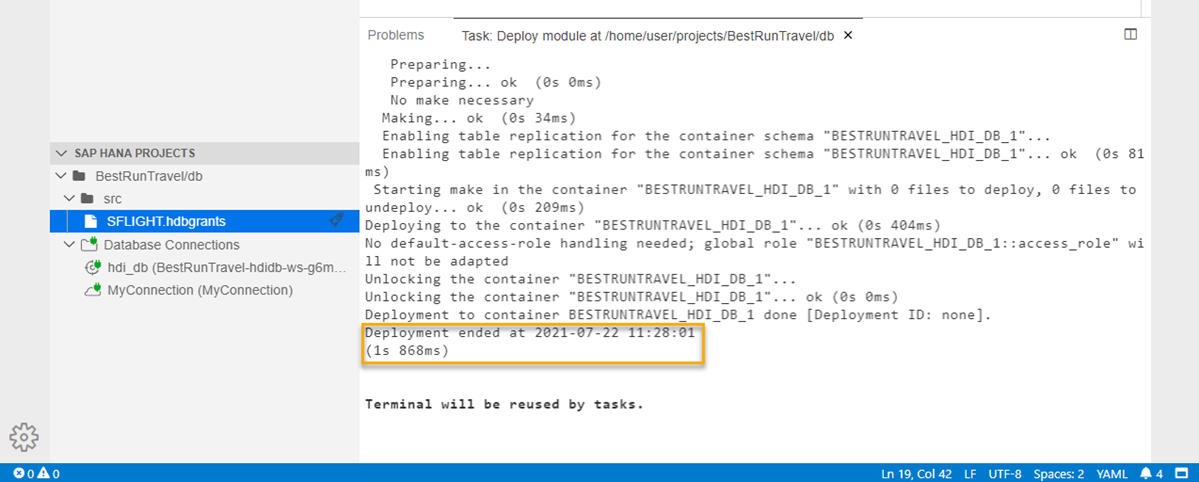 SAP HANA PROJECTS
BestRunTravel/db
src
SFLIGHT.hdbgrants
Database Connections
hdi_db (BestRunTravel-hdidb-ws-g6m...
MyConnection (MyConnection)
Problems
Task: Deploy module at /home/user/projects/BestRunTravel/db
Preparing...
Preparing... ok  (0s 0ms)
No make necessary
Making... ok  (0s 34ms)
Enabling table replication for the container schema "BESTRUNTRAVEL_HDI_DB_1"...
Enabling table replication for the container schema "BESTRUNTRAVEL_HDI_DB_1"... ok  (0s 81
ms)
Starting make in the container "BESTRUNTRAVEL_HDI_DB_1" with 0 files to deploy, 0 files to
undeploy... ok  (0s 209ms)
Deploying to the container "BESTRUNTRAVEL_HDI_DB_1"... ok (0s 404ms)
No default-access-role handling needed; global role "BESTRUNTRAVEL_HDI_DB_1::access_role" wi
ll not be adapted
Unlocking the container "BESTRUNTRAVEL_HDI_DB_1"...
Unlocking the container "BESTRUNTRAVEL_HDI_DB_1"... ok (0s 0ms)
Deployment to container BESTRUNTRAVEL_HDI_DB_1 done [Deployment ID: none].
Deployment ended at 2021-07-22 11:28:01
(1s 868ms)
Terminal will be reused by tasks.
0 0 Ln 19, Col 42 LF UTF-8 Spaces: 2 YAML 4